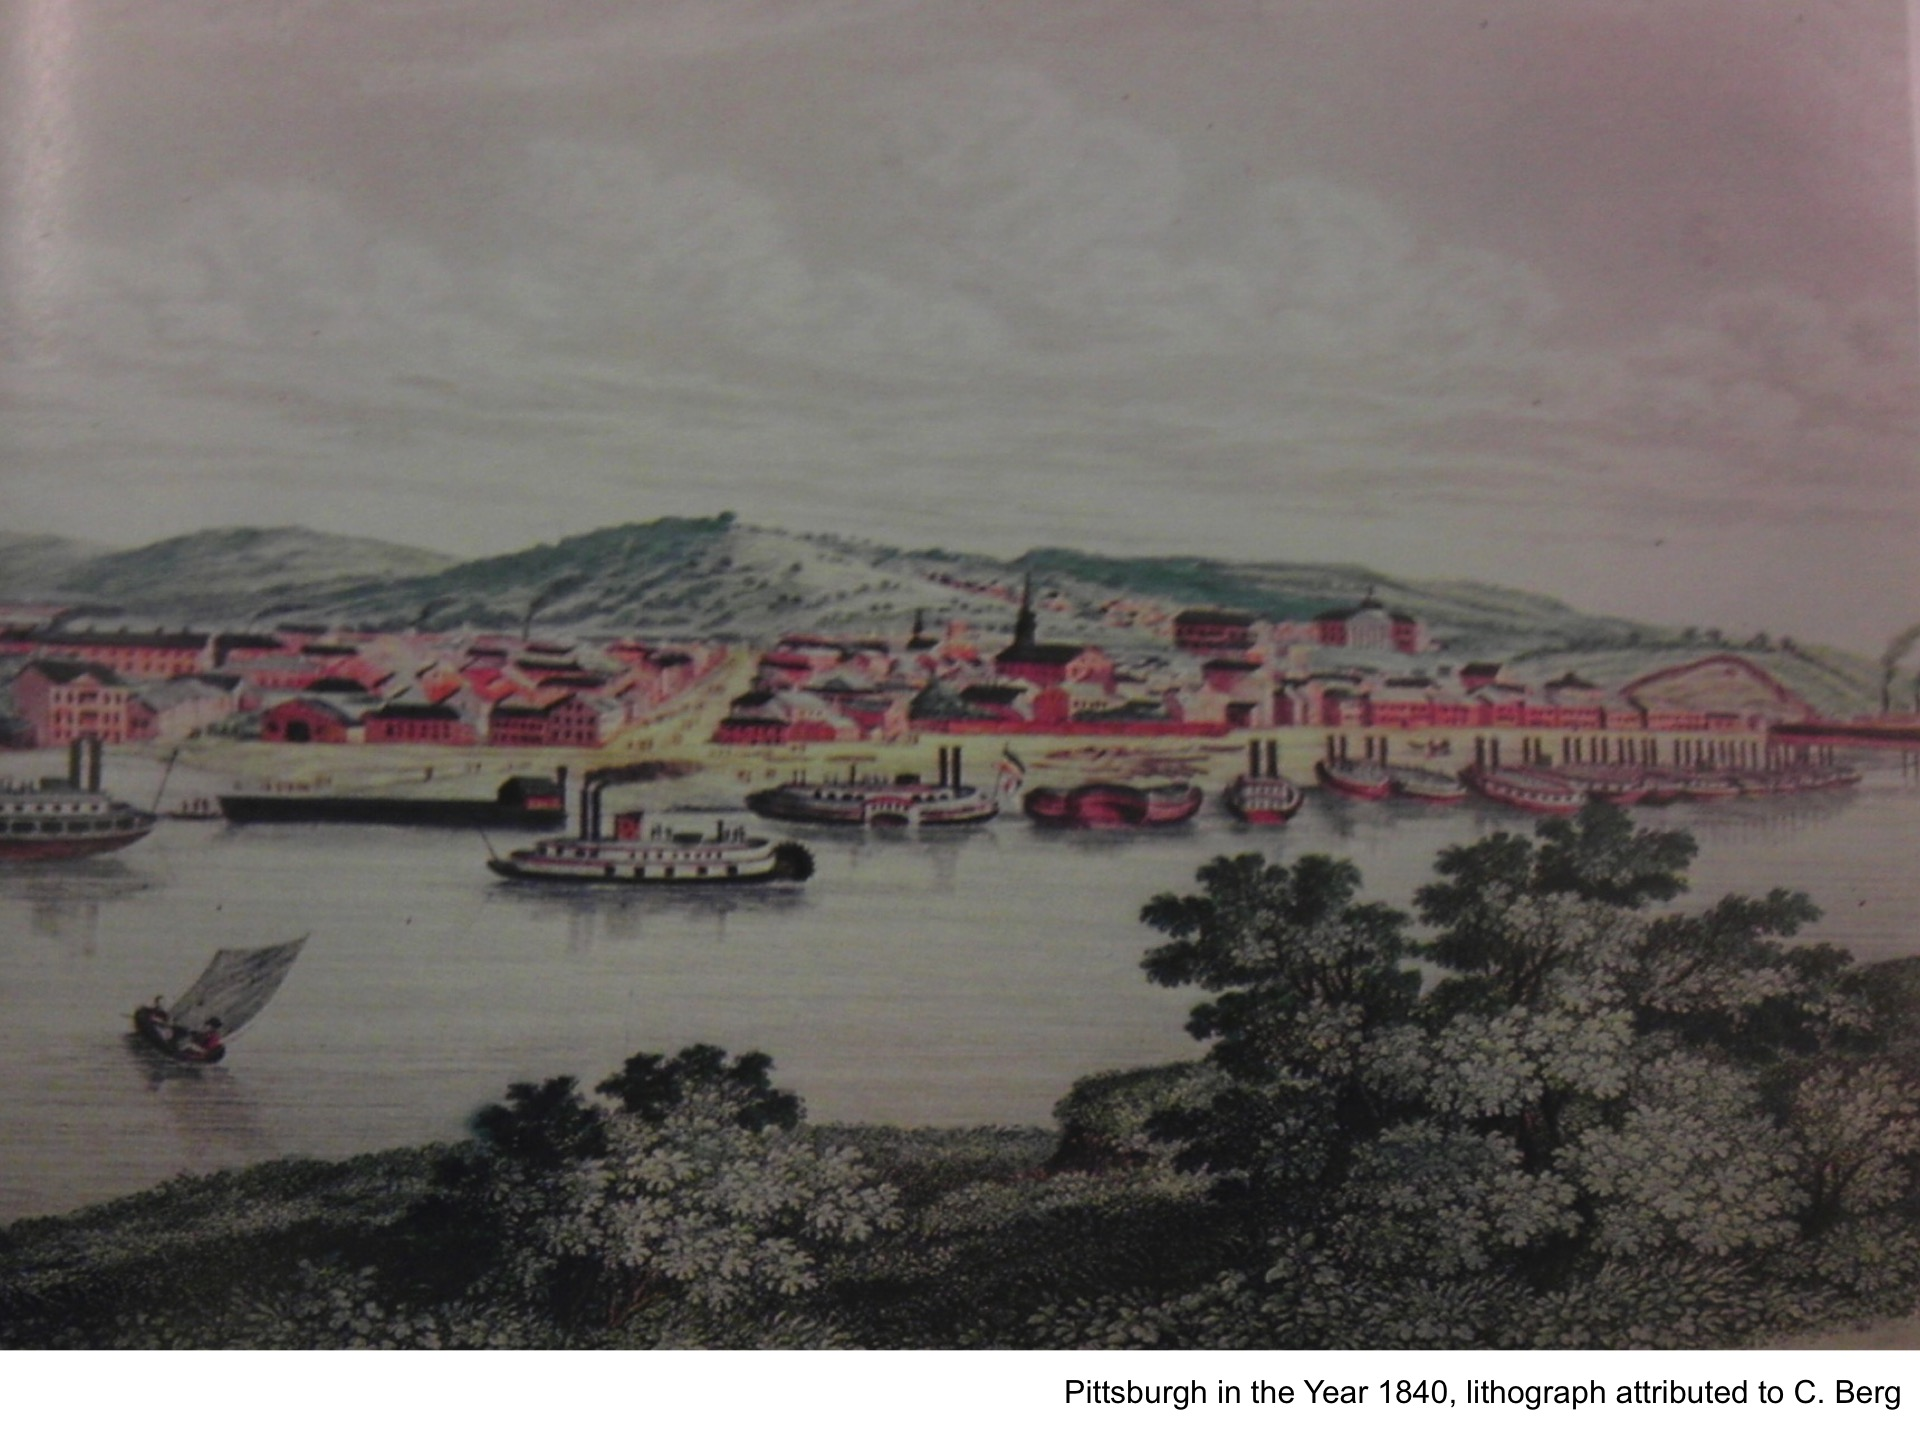 Pittsburgh in the Year 1840, lithograph attributed to C. Berg